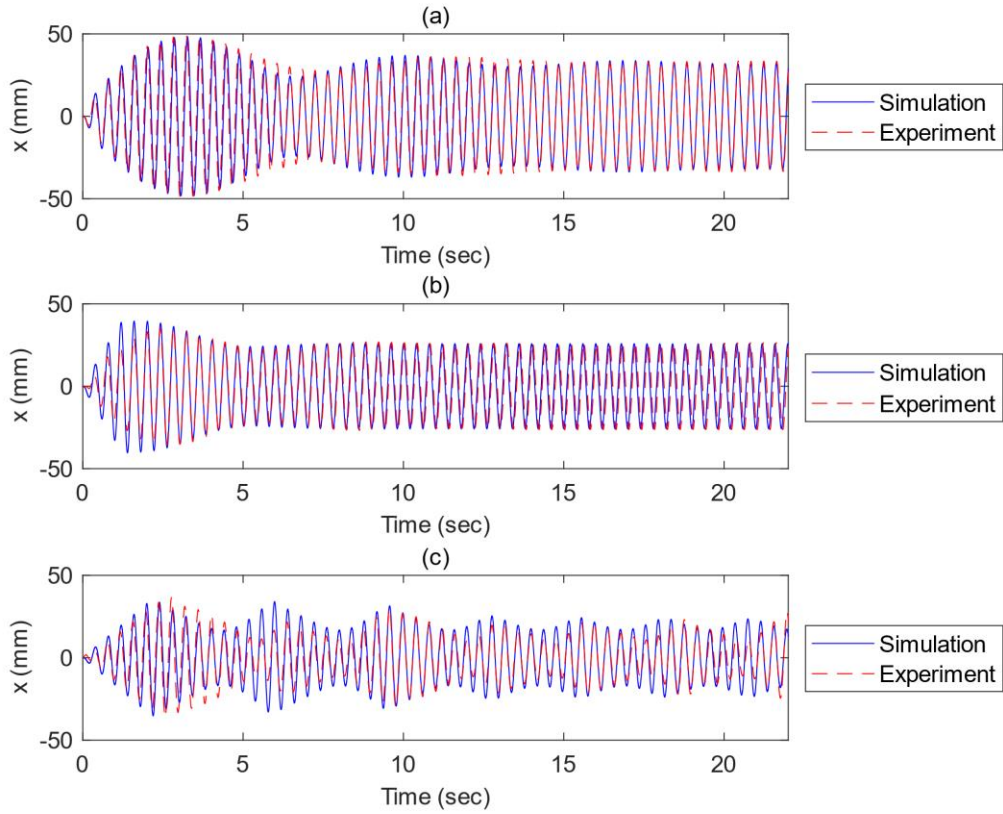 (a)
50
0
-50
x (mm)
0 5 10 15 20
Time (sec)
Simulation
Experiment
(b)
50
0
-50
x (mm)
0 5 10 15 20
Time (sec)
Simulation
Experiment
(c)
50
0
-50
x (mm)
0 5 10 15 20
Time (sec)
Simulation
Experiment